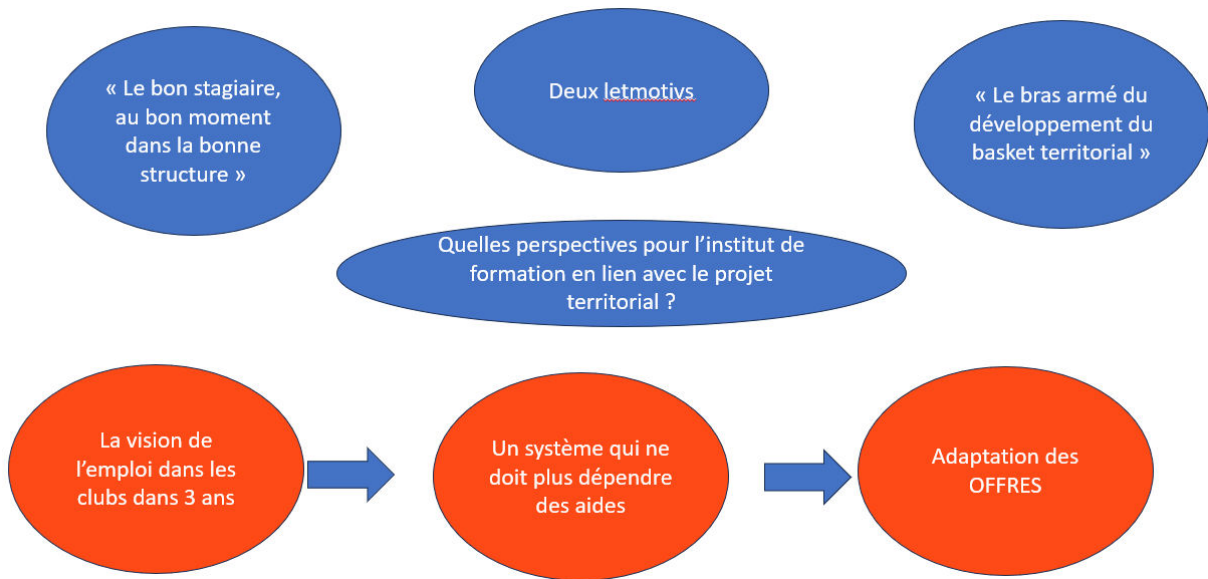 « Le bon stagiaire,
au bon moment
dans la bonne
structure »
Deux letmotivs
« Le bras armé du
développement du
basket territorial »
Quelles perspectives pour l’institut de
formation en lien avec le projet
territorial ?
La vision de
l’emploi dans les
clubs dans 3 ans
Un système qui ne
doit plus dépendre
des aides
Adaptation des
OFFRES